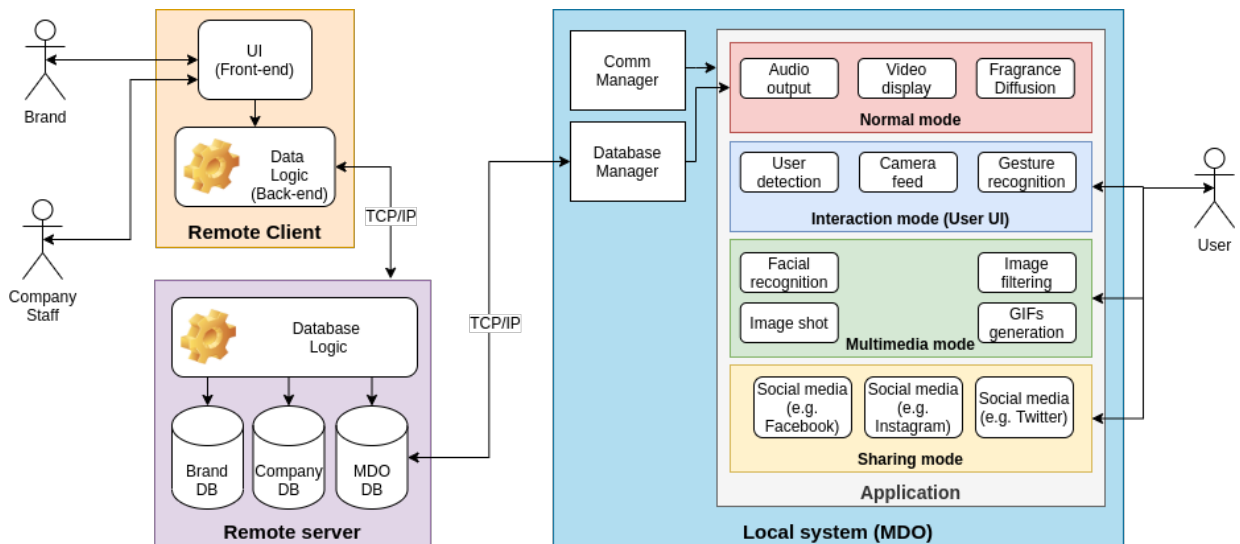 Brand
Company
Staff
UI
(Front-end)
Data
Logic
(Back-end)
Remote Client
TCP/IP
Database
Logic
Brand
DB
Company
DB
MDO
DB
Remote server
TCP/IP
Comm
Manager
Database
Manager
Audio
output
Video
display
Fragrance
Diffusion
Normal mode
User
detection
Camera
feed
Gesture
recognition
Interaction mode (User UI)
Facial
recognition
Image
filtering
Image shot
GIFs
generation
Multimedia mode
Social media
(e.g.
Facebook)
Social media
(e.g.
Instagram)
Social media
(e.g. Twitter)
Sharing mode
Application
Local system (MDO)
User